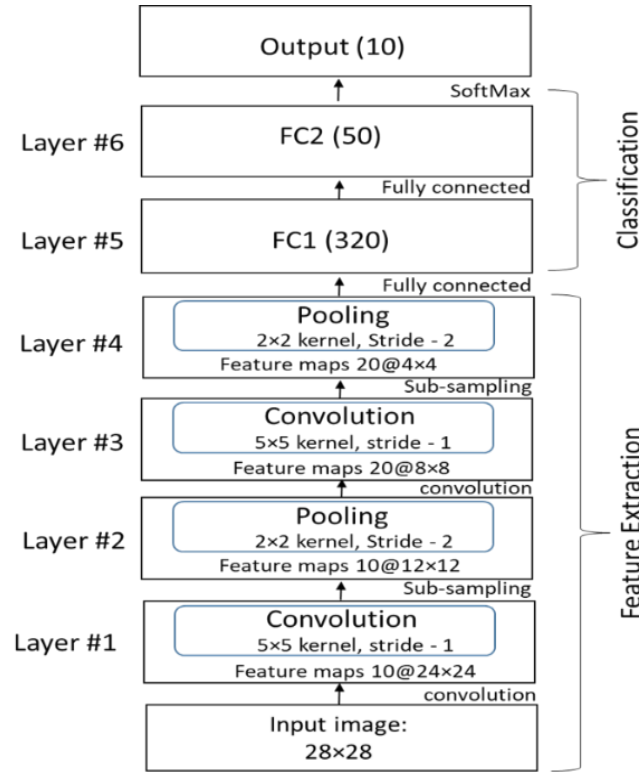 Output (10)
SoftMax
Layer #6
FC2 (50)
Fully connected
Layer #5
FC1 (320)
Fully connected
Classification
Layer #4
Pooling
2×2 kernel, Stride - 2
Feature maps 20@4×4
Sub-sampling
Layer #3
Convolution
5×5 kernel, stride - 1
Feature maps 20@8×8
convolution
Layer #2
Pooling
2×2 kernel, Stride - 2
Feature maps 10@12×12
Sub-sampling
Layer #1
Convolution
5×5 kernel, stride - 1
Feature maps 10@24×24
convolution
Input image:
28×28
Feature Extraction